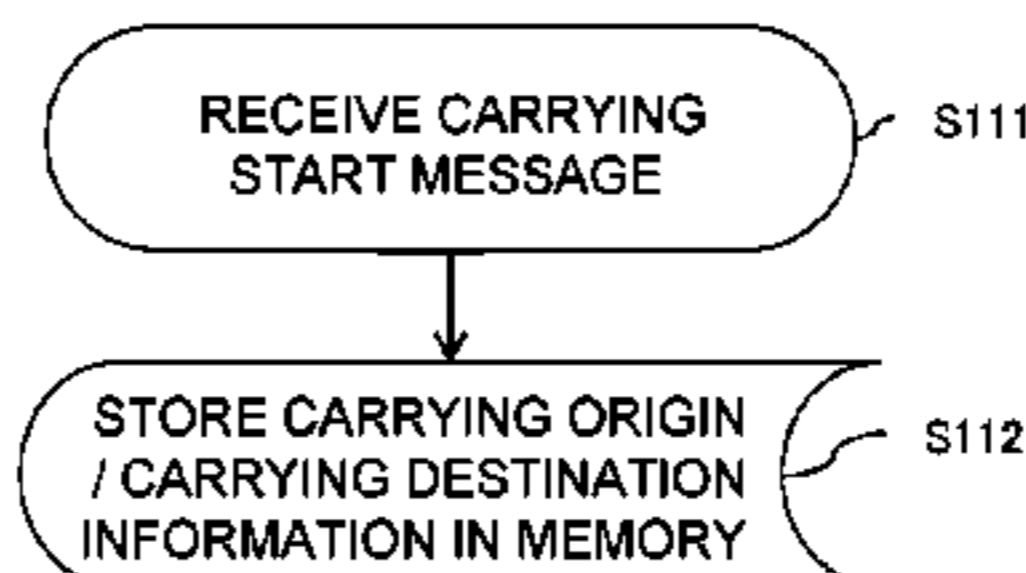 RECEIVE CARRYING
START MESSAGE
S111
STORE CARRYING ORIGIN
/ CARRYING DESTINATION
INFORMATION IN MEMORY
S112